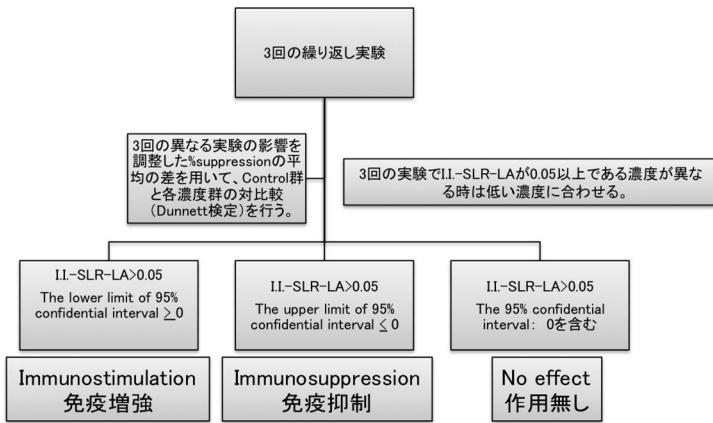 3回の繰り返し実験
3回の異なる実験の影響を
調整した%suppressionの平
均の差を用いて、Control群
と各濃度群の対比較
（Dunnett検定）を行う。
3回の実験でI.I.-SLR-LAが0.05以上である濃度が異な
る時は低い濃度に合わせる。
I.I.-SLR-LA>0.05
The lower limit of 95%
confidential interval ≥0
I.I.-SLR-LA>0.05
The upper limit of 95%
confidential interval ≤ 0
I.I.-SLR-LA>0.05
The 95% confidential
interval： 0を含む
Immunostimulation
免疫増強
Immunosuppression
免疫抑制
No effect
作用無し